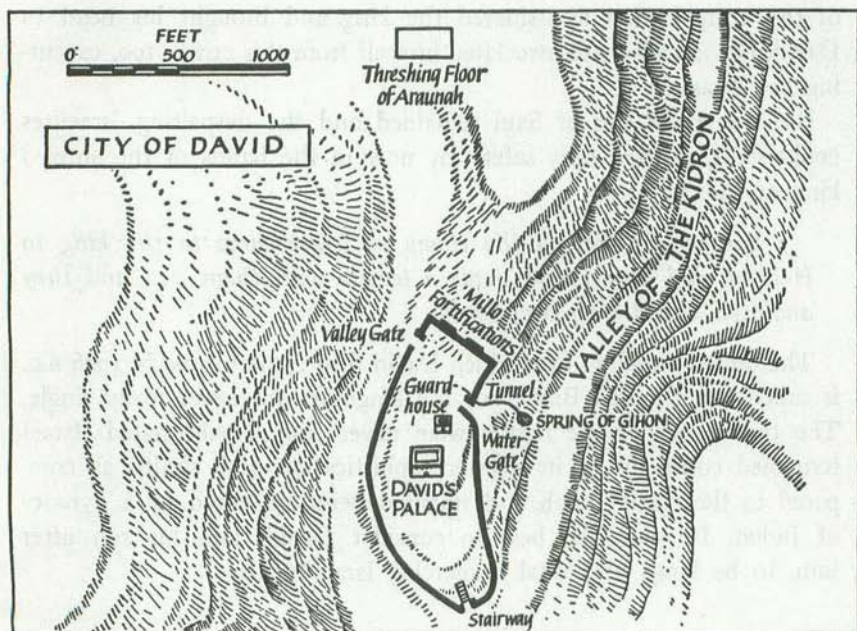 FEET
0 500 1000
CITY OF DAVID
Threshing Floor
of Araunah
VALLEY OF THE KIDRON
Millo
Fortifications
Valley Gate
Guard-
house
Tunnel
SPRING OF GIHON
Water
Gate
DAVID'S
PALACE
Stairway